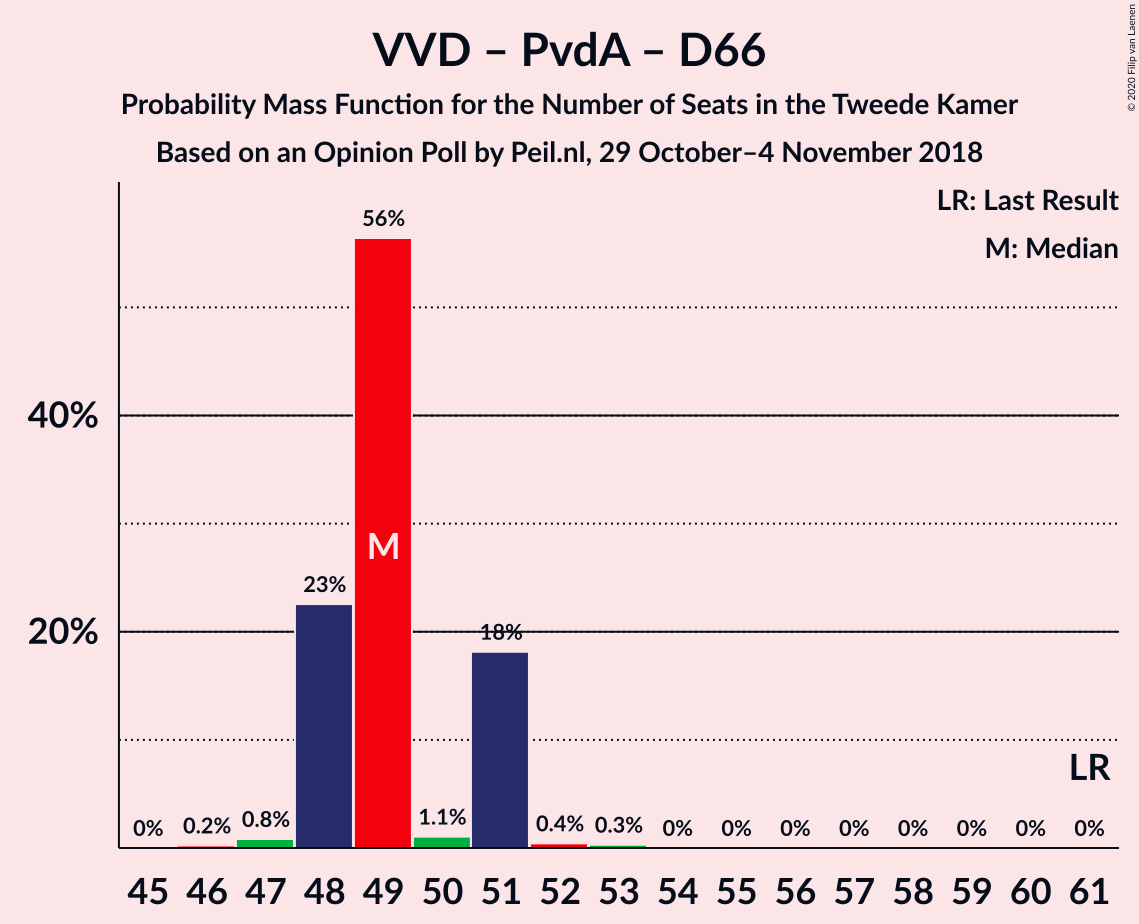 VVD – PvdA – D66
Probability Mass Function for the Number of Seats in the Tweede Kamer
Based on an Opinion Poll by Peil.nl, 29 October–4 November 2018
© 2020 Filip van Laenen
LR: Last Result
M: Median
56%
40%
M
23%
20%
18%
LR
0% 0.2% 0.8% 1.1% 0.4% 0.3% 0% 0% 0% 0% 0% 0% 0% 0%
45 46 47 48 49 50 51 52 53 54 55 56 57 58 59 60 61